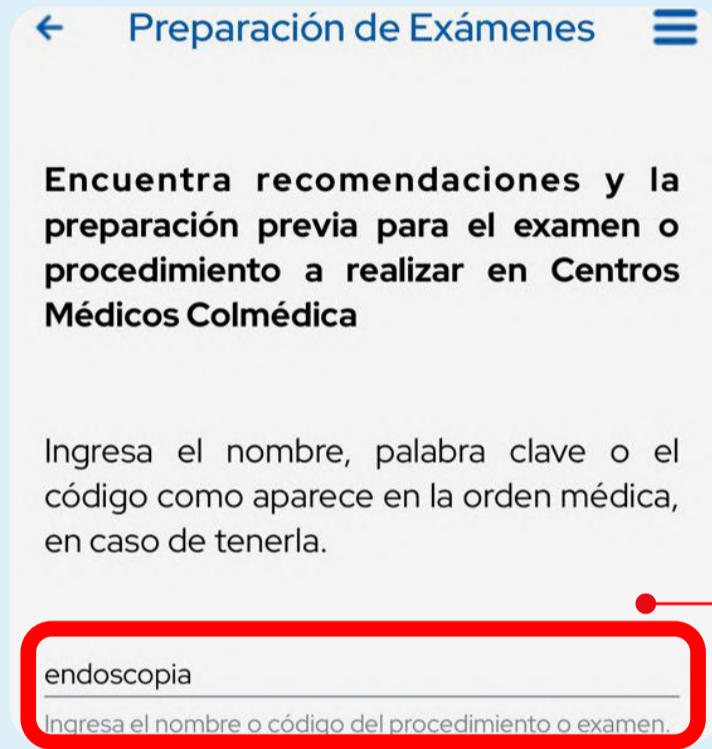 Preparación de Exámenes
Encuentra recomendaciones y la
preparación previa para el examen o
procedimiento a realizar en Centros
Médicos Colmédica
Ingresa el nombre, palabra clave o el
código como aparece en la orden médica,
en caso de tenerla.
endoscopia
Ingresa el nombre o código del procedimiento o examen.